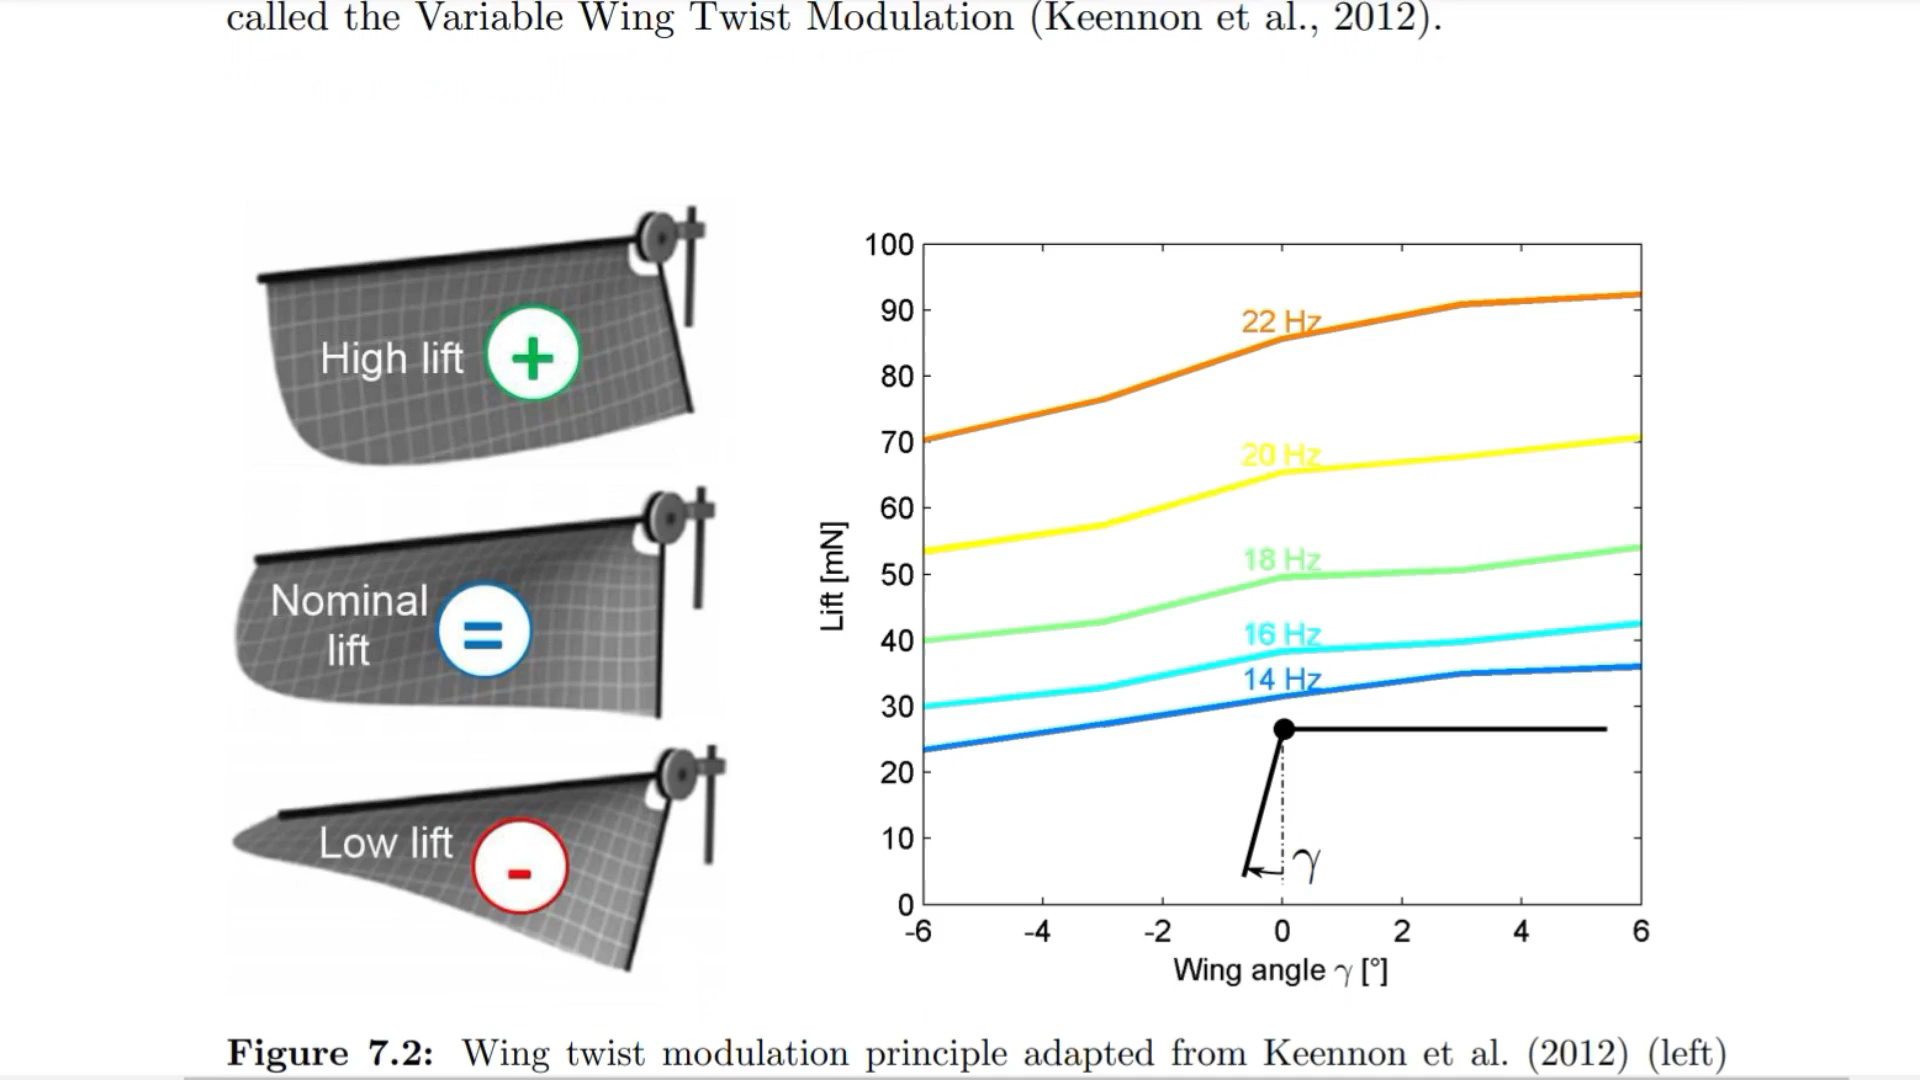 called the Variable Wing Twist Modulation (Keennon et al., 2012).
High lift
+
Nominal
lift
=
Low lift
-
100
90
80
70
60
50
40
30
20
10
0
Lift [mN]
22 Hz
20 Hz
18 Hz
16 Hz
14 Hz
γ
-6 -4 -2 0 2 4 6
Wing angle γ [°]
Figure 7.2: Wing twist modulation principle adapted from Keennon et al. (2012) (left)